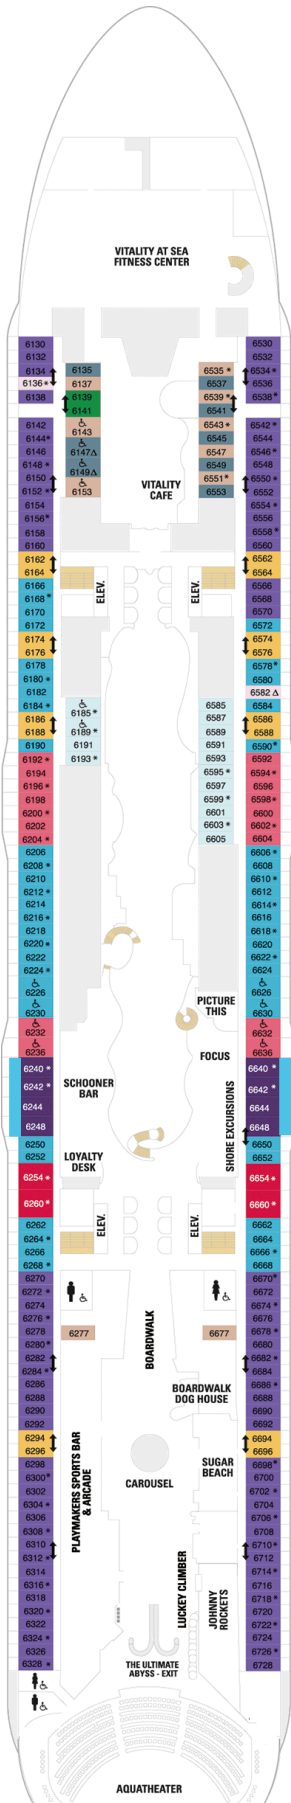 VITALITY AT SEA
FITNESS CENTER
6130 6530
6132 6532
6134 6135 6535 * 6534 *
6136 * 6137 6537 6536
6138 6139 6539 * 6538 *
6141 6541
6142 6143 6543 * 6542 *
6144 * 6545 6544
6146 6147 Δ 6547 6546
6148 * 6149 Δ 6549 6548
6150 6551 * 6550 *
6152 * 6153 6553 6552
VITALITY
CAFE
6154 6554 *
6156 * 6556
6158 6558 *
6160 6560
6162 6562
6164 ELEV. ELEV. 6564
6166 6566
6168 * 6568
6170 6570
6172 6572
6174 6574
6176 6576
6178 6578 *
6180 * 6580
6182 6582 Δ
6184 * 6185 * 6585 6584
6186 6587 6586
6188 6189 * 6589 6588
6190 6191 6591 6590 *
6192 * 6193 * 6593 6592
6194 6595 * 6594 *
6196 * 6597 6596
6198 6599 * 6598 *
6200 * 6601 6600
6202 6603 * 6602 *
6204 * 6605 6604
6206 6606 *
6208 * 6608
6210 6610 *
6212 * 6612
6214 6614 *
6216 * 6616
6218 6618 *
6220 * 6620
6222 6622 *
6224 * 6624
6226 6626
6230 6630
PICTURE
THIS
6232 6632
6236 6636
FOCUS
6240 * 6640 *
6242 * 6642 *
SCHOONER
BAR
6244 6644
6248 6648
SHORE EXCURSIONS
6250 6650
6252 6652
LOYALTY
DESK
6254 * 6654 *
6260 * 6660 *
6262 6662
6264 * ELEV. ELEV. 6664
6266 6666 *
6268 * 6668
6270 6670 *
6272 * 6672
6274 6674 *
6276 * 6676
6278 6277 6677 6678 *
6280 * 6680
BOARDWALK
6282 6682 *
6284 * 6684
6286 6686 *
6288 6688
BOARDWALK
DOG HOUSE
6290 6690
6292 6692
6294 6694
6296 6696
PLAYMAKERS SPORTS BAR
& ARCADE
6298 6698 *
SUGAR
BEACH
6300 * 6700
CAROUSEL
6302 6702 *
6304 * 6704
6306 6706 *
6308 * 6708
6310 6710 *
6312 * 6712
LUCKEY CLIMBER
JOHNNY
ROCKETS
6314 6714 *
6316 * 6716
6318 6718 *
6320 * 6720
6322 6722 *
6324 * 6724
6326 6726 *
6328 * 6728
THE ULTIMATE
ABYSS - EXIT
AQUATHEATER